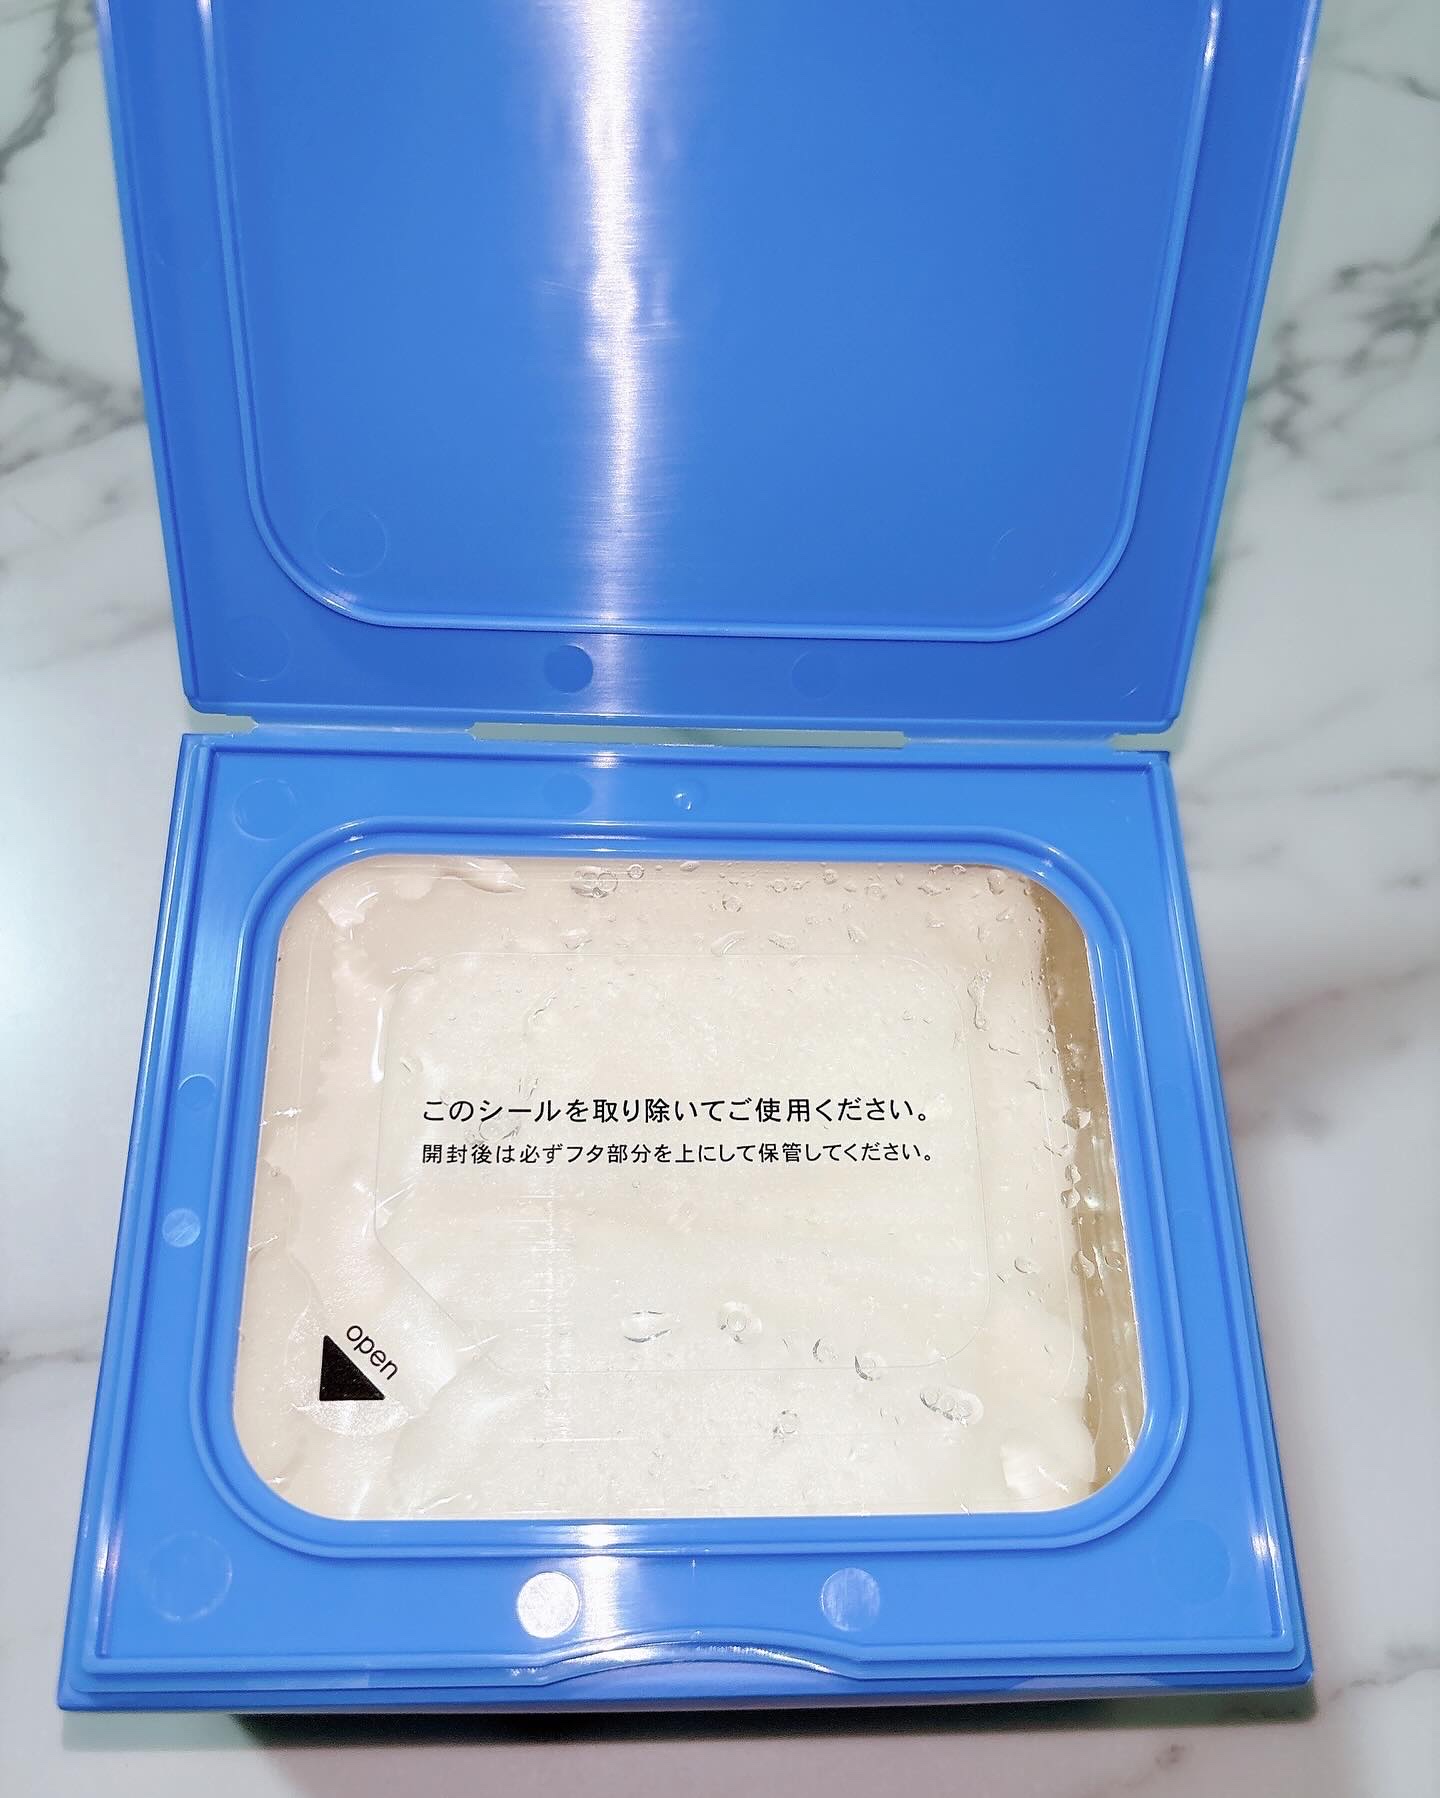 このシールを取り除いてご使用ください。
開封後は必ずフタ部分を上にして保管してください。
open